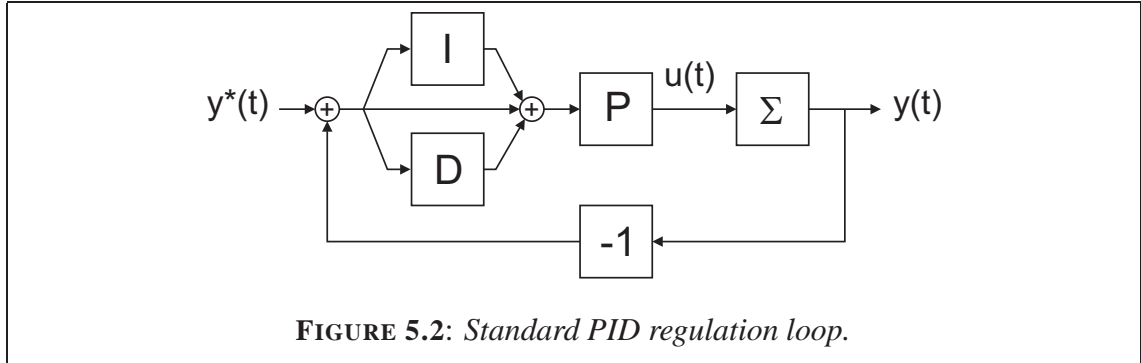 I
y*(t)
+
+
P
u(t)
Σ
y(t)
D
-1
FIGURE 5.2: Standard PID regulation loop.